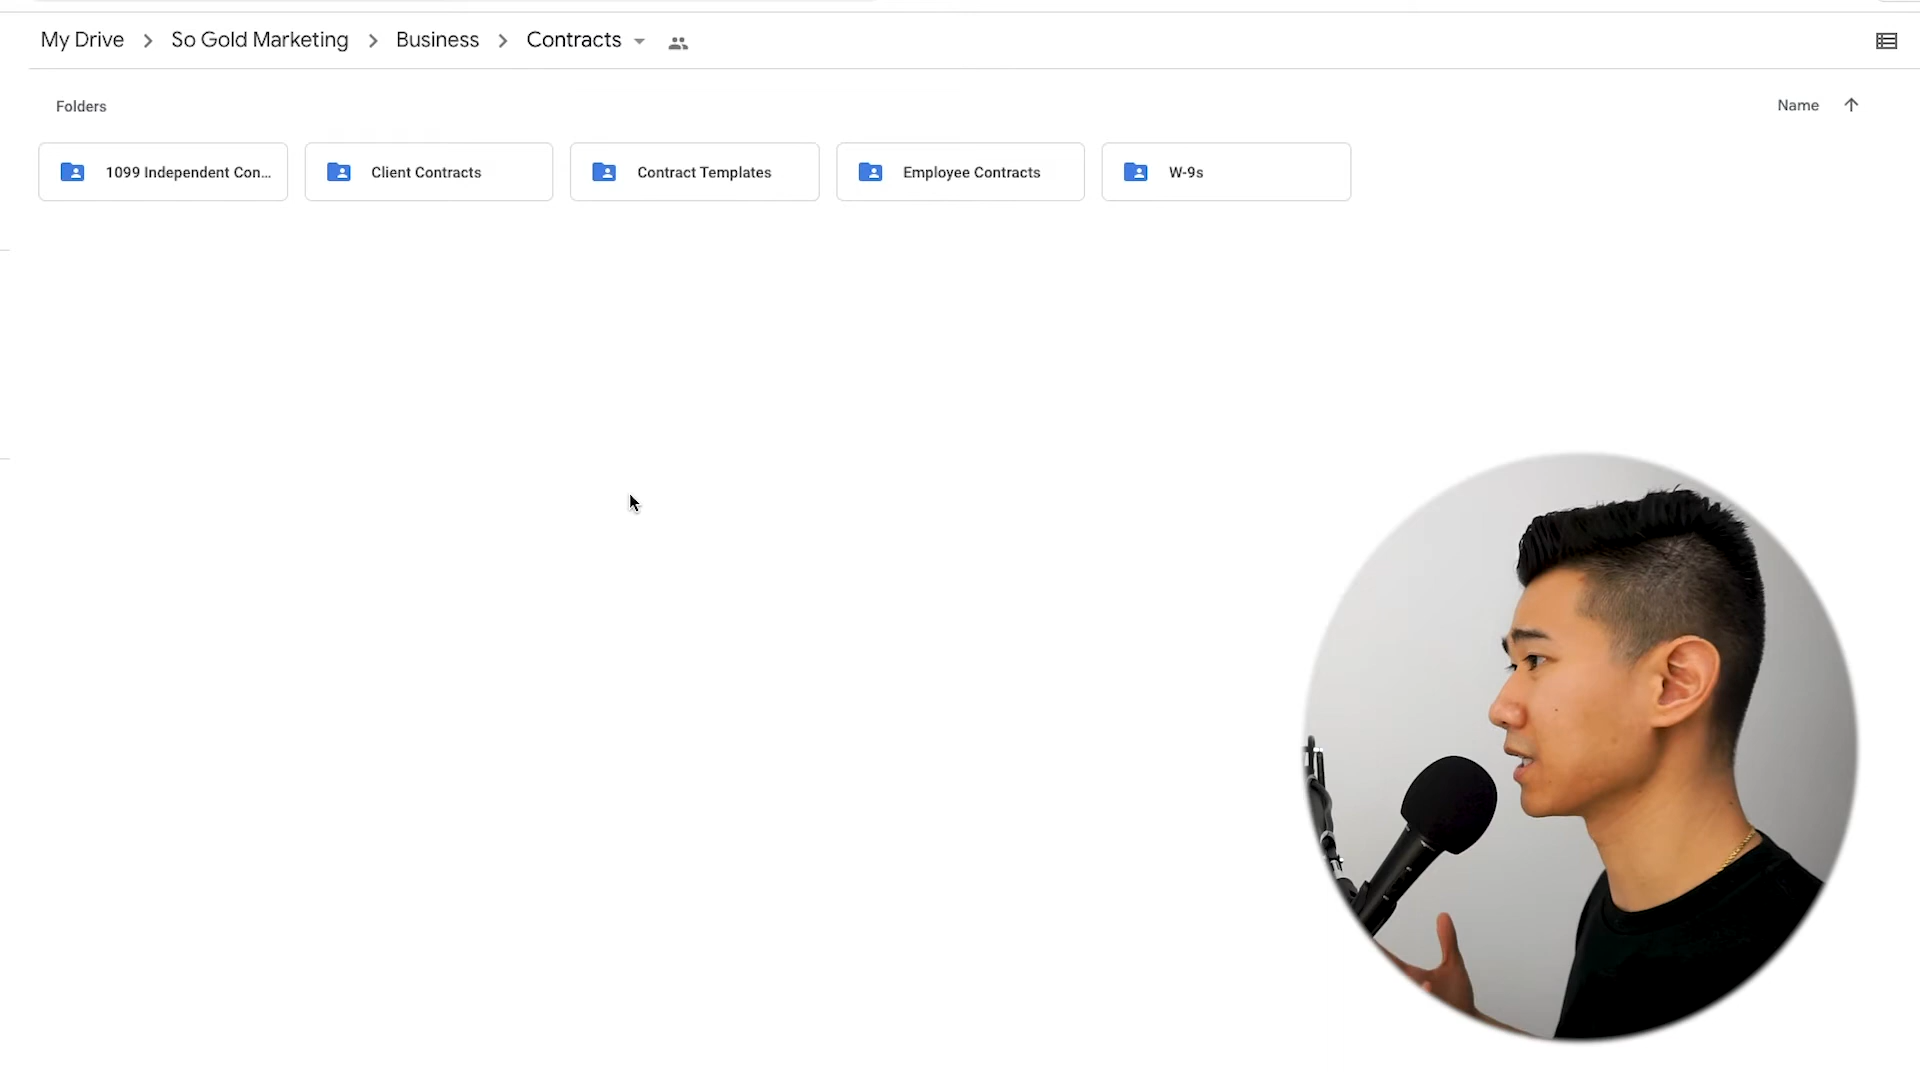 My Drive > So Gold Marketing > Business > Contracts
Folders
Name
1099 Independent Con...
Client Contracts
Contract Templates
Employee Contracts
W-9s